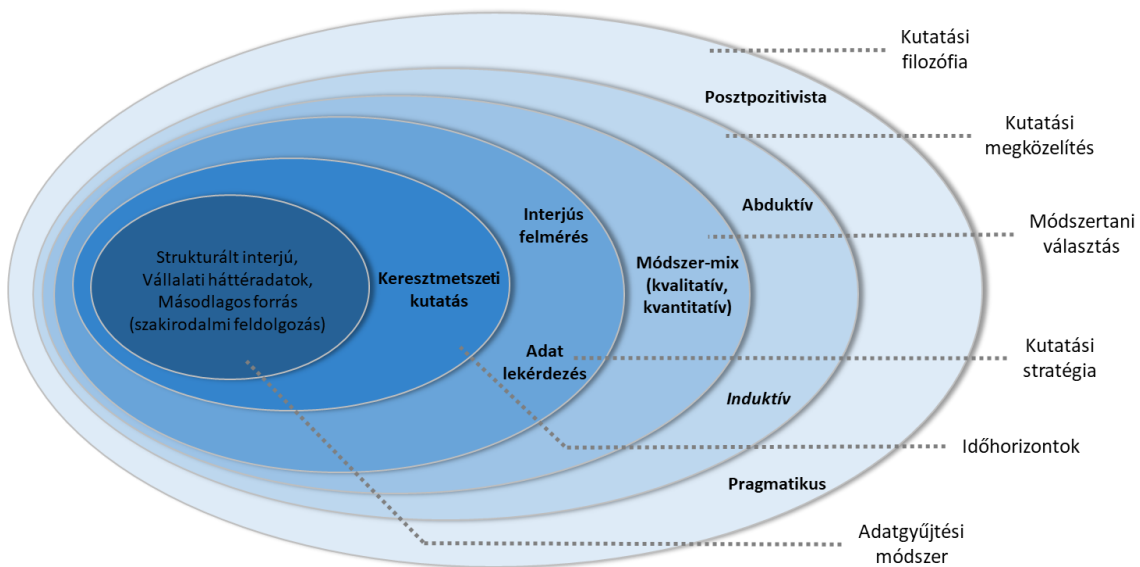 Kutatási
filozófia
Posztpozitivista
Kutatási
megközelítés
Abduktív
Interjús
felmérés
Módszertani
választás
Strukturált interjú,
Vállalati háttéradatok,
Másodlagos forrás
(szakirodalmi feldolgozás)
Keresztmetszeti
kutatás
Módszer-mix
(kvalitatív,
kvantitatív)
Adat
lekérdezés
Kutatási
stratégia
Induktív
Időhorizontok
Pragmatikus
Adatgyűjtési
módszer